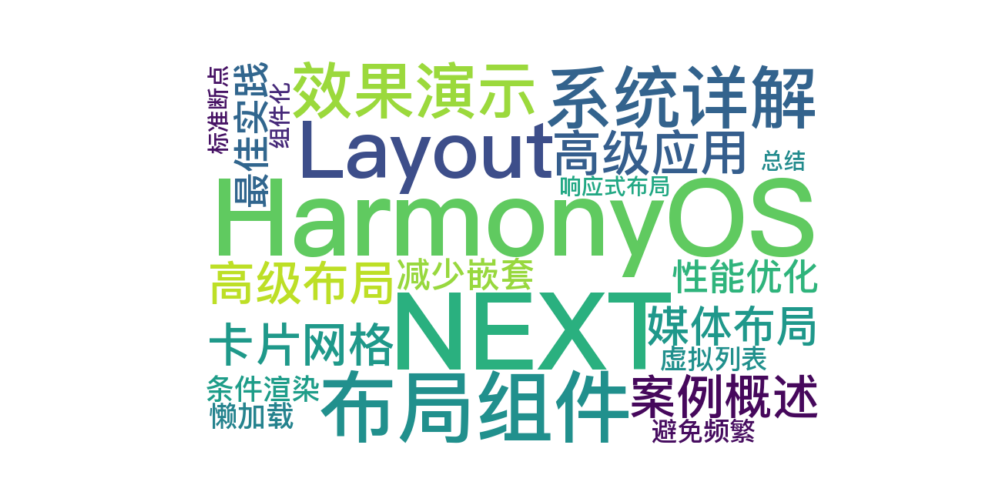 标准断点
最佳实践
组件化
效果演示
系统详解
Layout
高级应用
总结
响应式布局
HarmonyOS
高级布局
减少嵌套
性能优化
NEXT
卡片网格
媒体布局
虚拟列表
条件渲染
布局组件
案例概述
懒加载
避免频繁